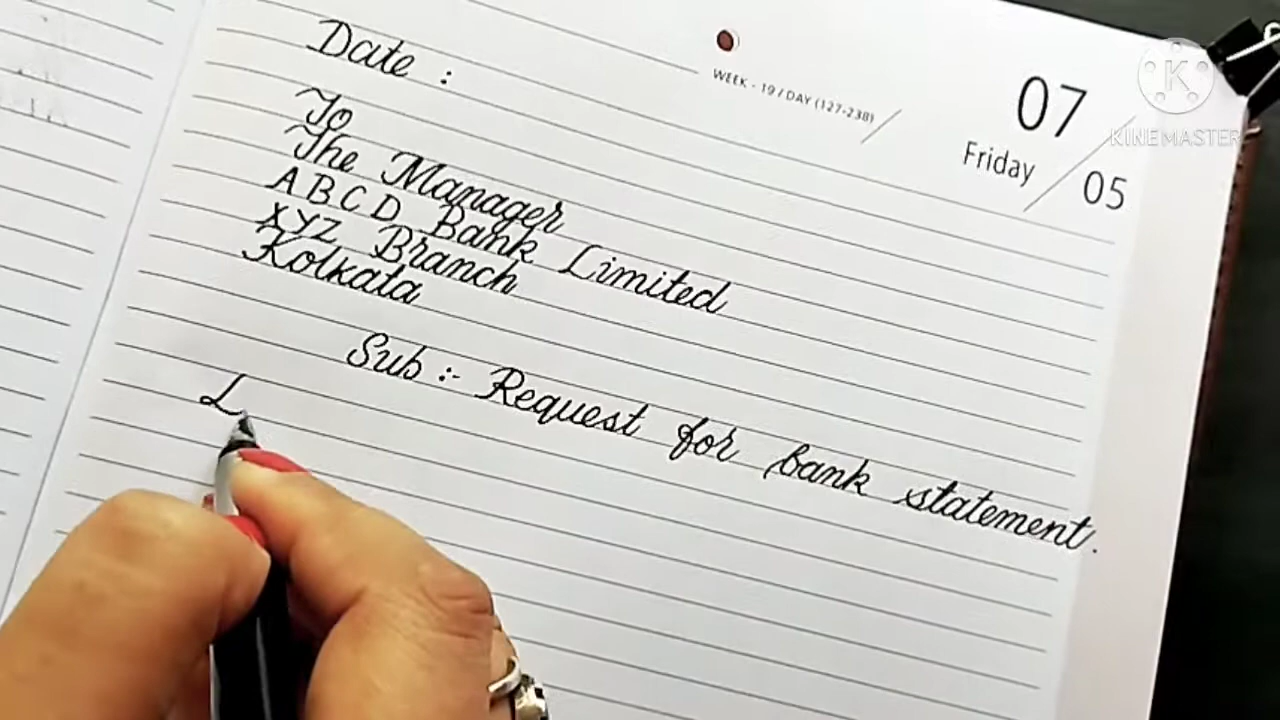 Date :
WEEK - 19 / DAY (127-238)
07
Friday
05
KINEMASTER
To
The Manager
ABCD Bank Limited
XYZ Branch
Kolkata
Sub :- Request for bank statement.